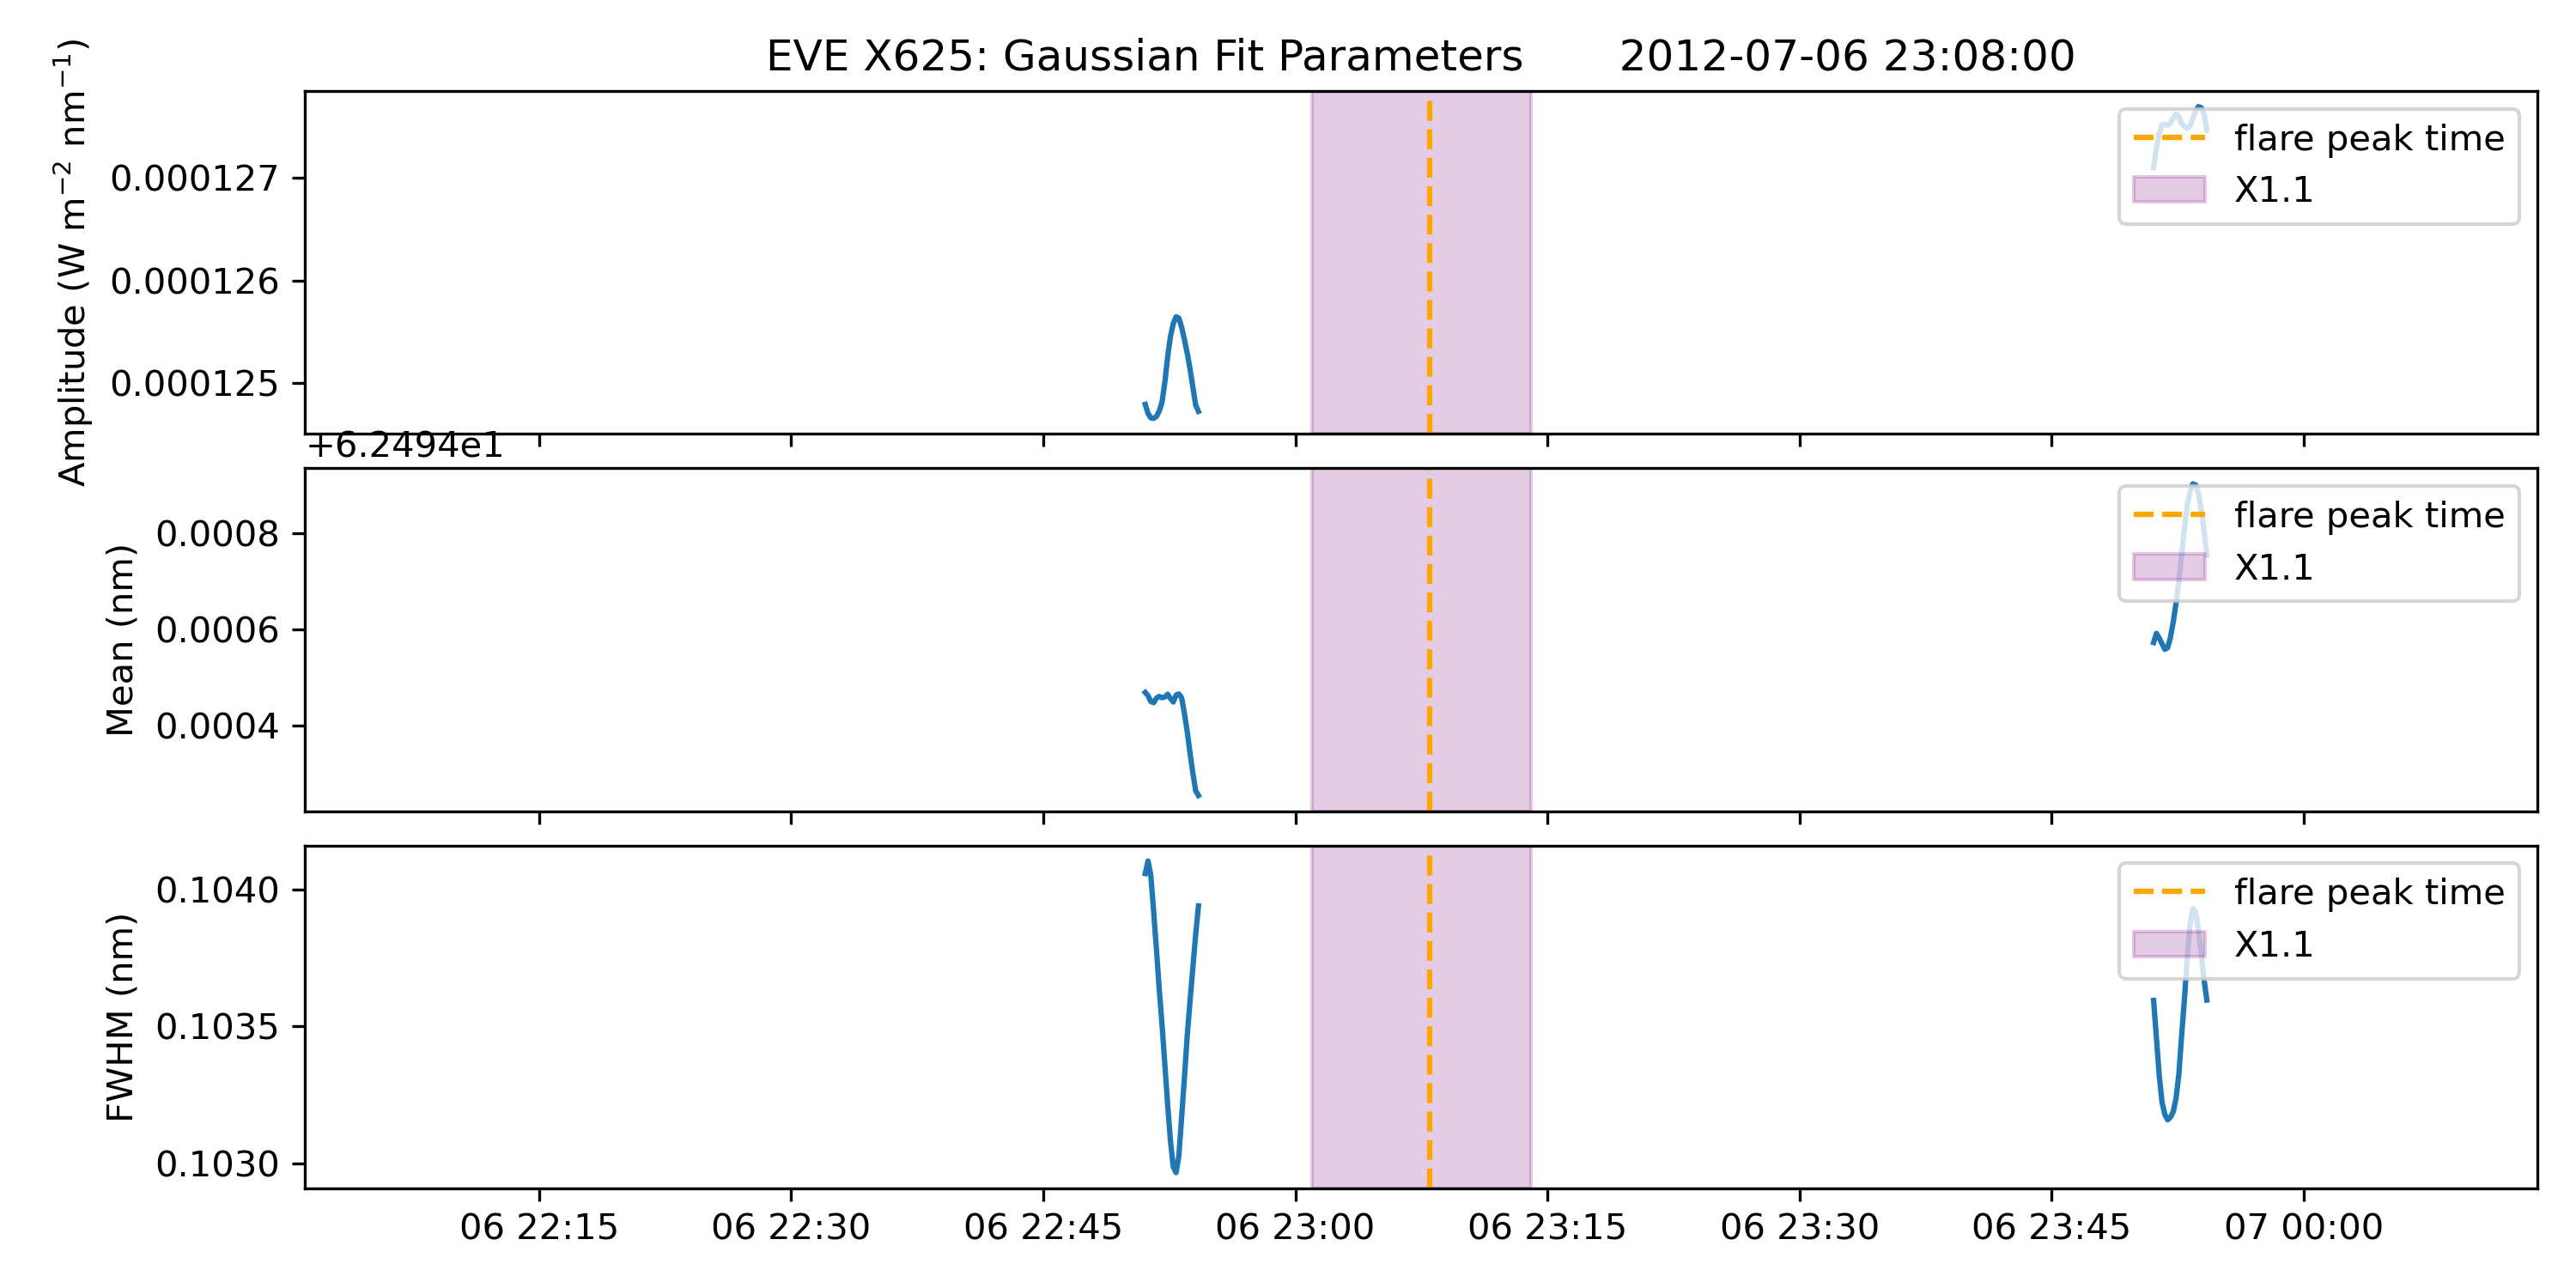 EVE X625: Gaussian Fit Parameters 2012-07-06 23:08:00
Amplitude (W m⁻² nm⁻¹)
0.000127
0.000126
0.000125
flare peak time
X1.1
+6.2494e1
Mean (nm)
0.0008
0.0006
0.0004
flare peak time
X1.1
FWHM (nm)
0.1040
0.1035
0.1030
flare peak time
X1.1
06 22:15 06 22:30 06 22:45 06 23:00 06 23:15 06 23:30 06 23:45 07 00:00